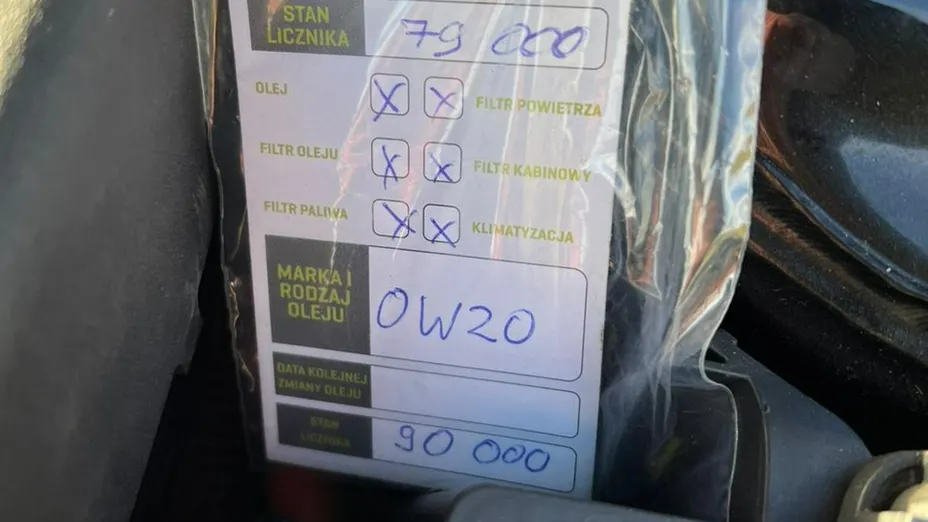 STAN
LICZNIKA
79 000
OLEJ X X FILTR POWIETRZA
FILTR OLEJU X X FILTR KABINOWY
FILTR PALIWA X X KLIMATYZACJA
MARKA I
RODZAJ
OLEJU
0W20
DATA KOLEJNEJ
ZMIANY OLEJU
STAN
LICZNIKA
90 000